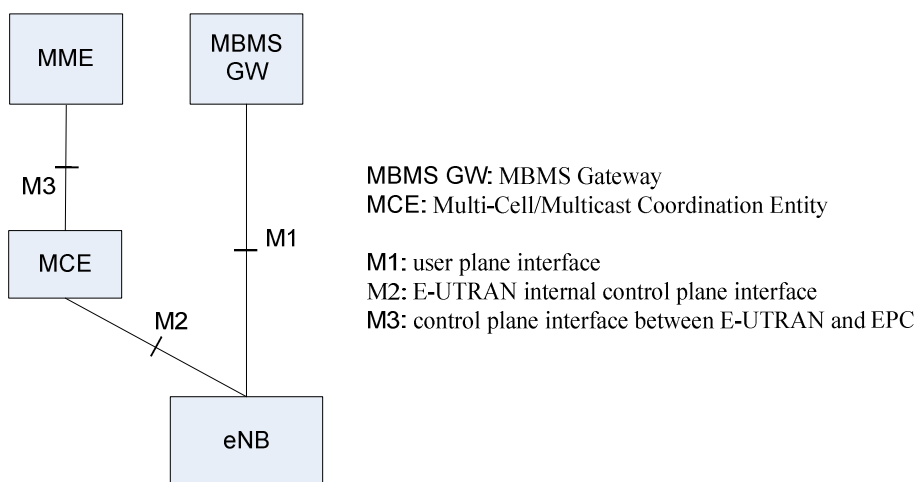 MME
MBMS
GW
M3
M1
MCE
M2
eNB
MBMS GW: MBMS Gateway
MCE: Multi-Cell/Multicast Coordination Entity
M1: user plane interface
M2: E-UTRAN internal control plane interface
M3: control plane interface between E-UTRAN and EPC